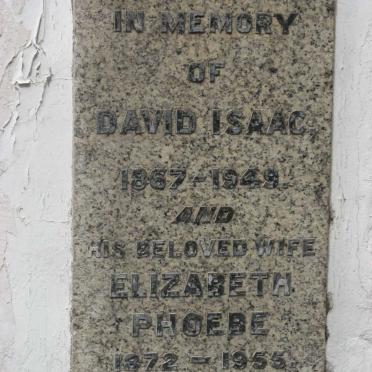 IN MEMORY
OF
DAVID ISAAC,
1867-1949.
AND
HIS BELOVED WIFE
ELIZABETH
PHOEBE
1872 - 1955.